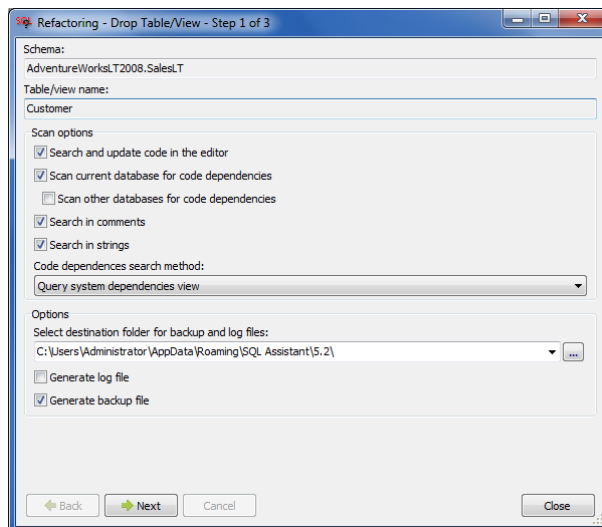 Refactoring - Drop Table/View - Step 1 of 3
Schema:
AdventureWorksLT2008.SalesLT
Table/view name:
Customer
Scan options
Search and update code in the editor
Scan current database for code dependencies
Scan other databases for code dependencies
Search in comments
Search in strings
Code dependences search method:
Query system dependencies view
Options
Select destination folder for backup and log files:
C:\Users\Administrator\AppData\Roaming\SQL Assistant\5.2\
...
Generate log file
Generate backup file
Back Next Cancel Close